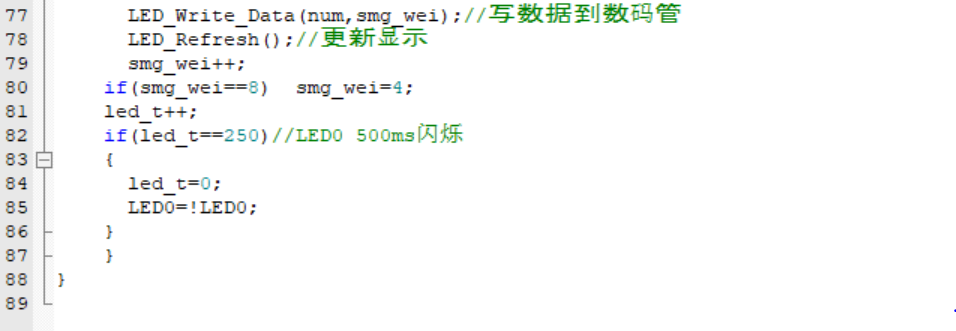 77 LED_Write_Data(num,smg_wei);//写数据到数码管
78 LED_Refresh();//更新显示
79 smg_wei++;
80 if(smg_wei==8)  smg_wei=4;
81 led_t++;
82 if(led_t==250)//LED0 500ms闪烁
83 {
84 led_t=0;
85 LED0=!LED0;
86 }
87 }
88 }
89